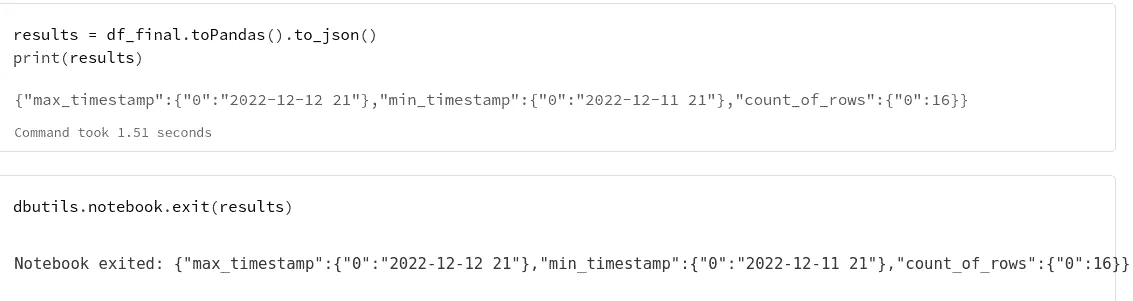 results = df_final.toPandas().to_json()
print(results)
{"max_timestamp":{"0":"2022-12-12 21"},"min_timestamp":{"0":"2022-12-11 21"},"count_of_rows":{"0":16}}
Command took 1.51 seconds
dbutils.notebook.exit(results)
Notebook exited: {"max_timestamp":{"0":"2022-12-12 21"},"min_timestamp":{"0":"2022-12-11 21"},"count_of_rows":{"0":16}}